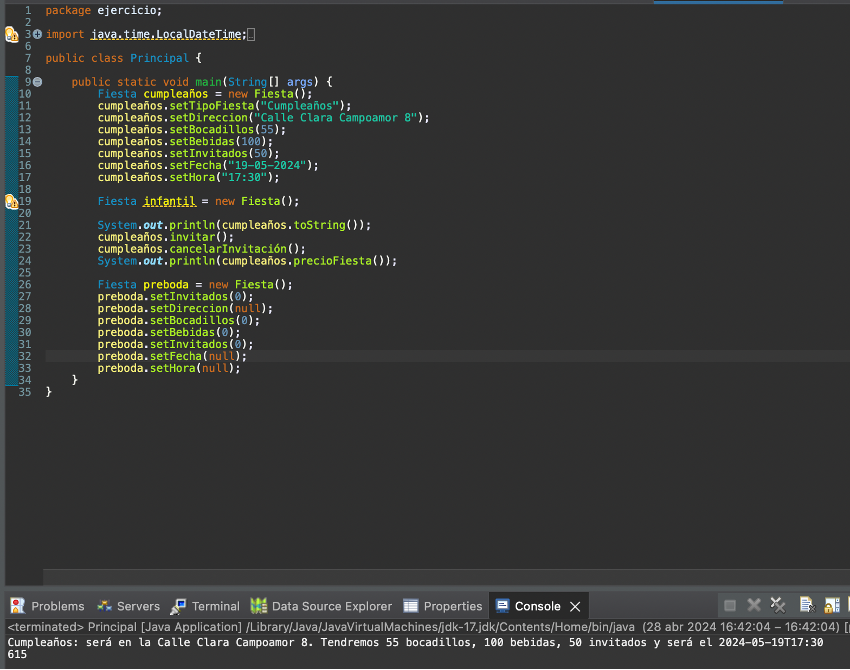 1 package ejercicio;
2
3 import java.time.LocalDateTime;
6
7 public class Principal {
8
9 public static void main(String[] args) {
10 Fiesta cumpleaños = new Fiesta();
11 cumpleaños.setTipoFiesta("Cumpleaños");
12 cumpleaños.setDireccion("Calle Clara Campoamor 8");
13 cumpleaños.setBocadillos(55);
14 cumpleaños.setBebidas(100);
15 cumpleaños.setInvitados(50);
16 cumpleaños.setFecha("19-05-2024");
17 cumpleaños.setHora("17:30");
18
19 Fiesta infantil = new Fiesta();
20
21 System.out.println(cumpleaños.toString());
22 cumpleaños.invitar();
23 cumpleaños.cancelarInvitación();
24 System.out.println(cumpleaños.precioFiesta());
25
26 Fiesta preboda = new Fiesta();
27 preboda.setInvitados(0);
28 preboda.setDireccion(null);
29 preboda.setBocadillos(0);
30 preboda.setBebidas(0);
31 preboda.setInvitados(0);
32 preboda.setFecha(null);
33 preboda.setHora(null);
34 }
35 }
Problems Servers Terminal Data Source Explorer Properties Console
<terminated> Principal [Java Application] /Library/Java/JavaVirtualMachines/jdk-17.jdk/Contents/Home/bin/java (28 abr 2024 16:42:04 – 16:42:04) [
Cumpleaños: será en la Calle Clara Campoamor 8. Tendremos 55 bocadillos, 100 bebidas, 50 invitados y será el 2024-05-19T17:30
615